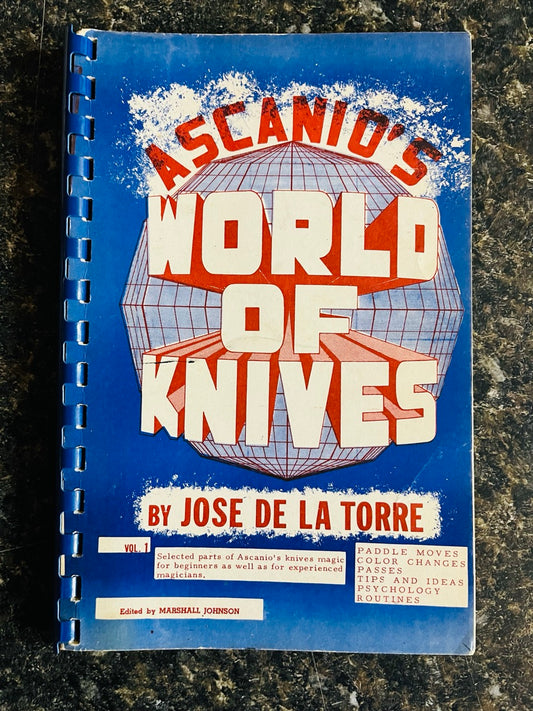 ASCANIO'S
WORLD
OF
KNIVES
BY JOSE DE LA TORRE
VOL. 1
Selected parts of Ascanio's knives magic
for beginners as well as for experienced
magicians.
PADDLE MOVES
COLOR CHANGES
PASSES
TIPS AND IDEAS
PSYCHOLOGY
ROUTINES
Edited by MARSHALL JOHNSON